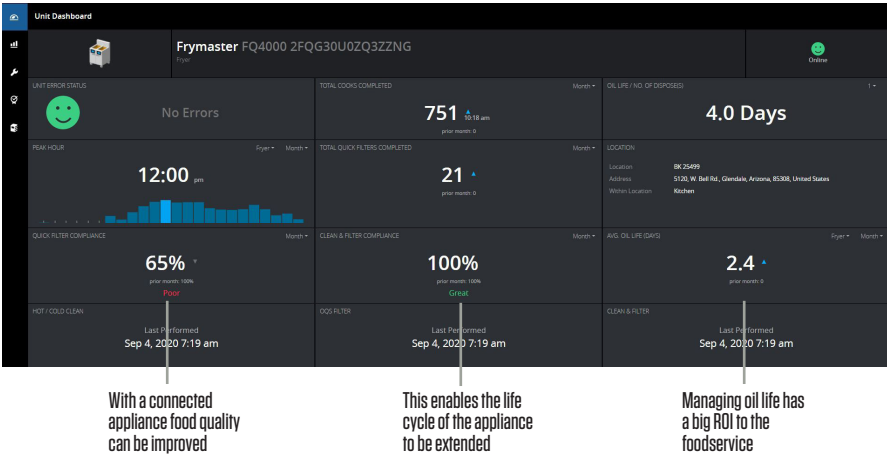 Unit Dashboard
Frymaster FQ4000 2FQG30U0ZQ3ZZNG
Fryer
Online
UNIT ERROR STATUS
No Errors
TOTAL COOKS COMPLETED
Month
751
10:18 am
prior month: 0
OIL LIFE / NO. OF DISPOSE(S)
1
4.0 Days
PEAK HOUR
Fryer Month
12:00 pm
TOTAL QUICK FILTERS COMPLETED
Month
21
prior month: 0
LOCATION
Location BK 25499
Address 5120, W. Bell Rd., Glendale, Arizona, 85308, United States
Within Location Kitchen
QUICK FILTER COMPLIANCE
Month
65%
prior month: 100%
Poor
CLEAN & FILTER COMPLIANCE
Month
100%
prior month: 100%
Great
AVG. OIL LIFE (DAYS)
Fryer Month
2.4
prior month: 0
HOT / COLD CLEAN
Last Performed
Sep 4, 2020 7:19 am
OQS FILTER
Last Performed
Sep 4, 2020 7:19 am
CLEAN & FILTER
Last Performed
Sep 4, 2020 7:19 am
With a connected
appliance food quality
can be improved
This enables the life
cycle of the appliance
to be extended
Managing oil life has
a big ROI to the
foodservice